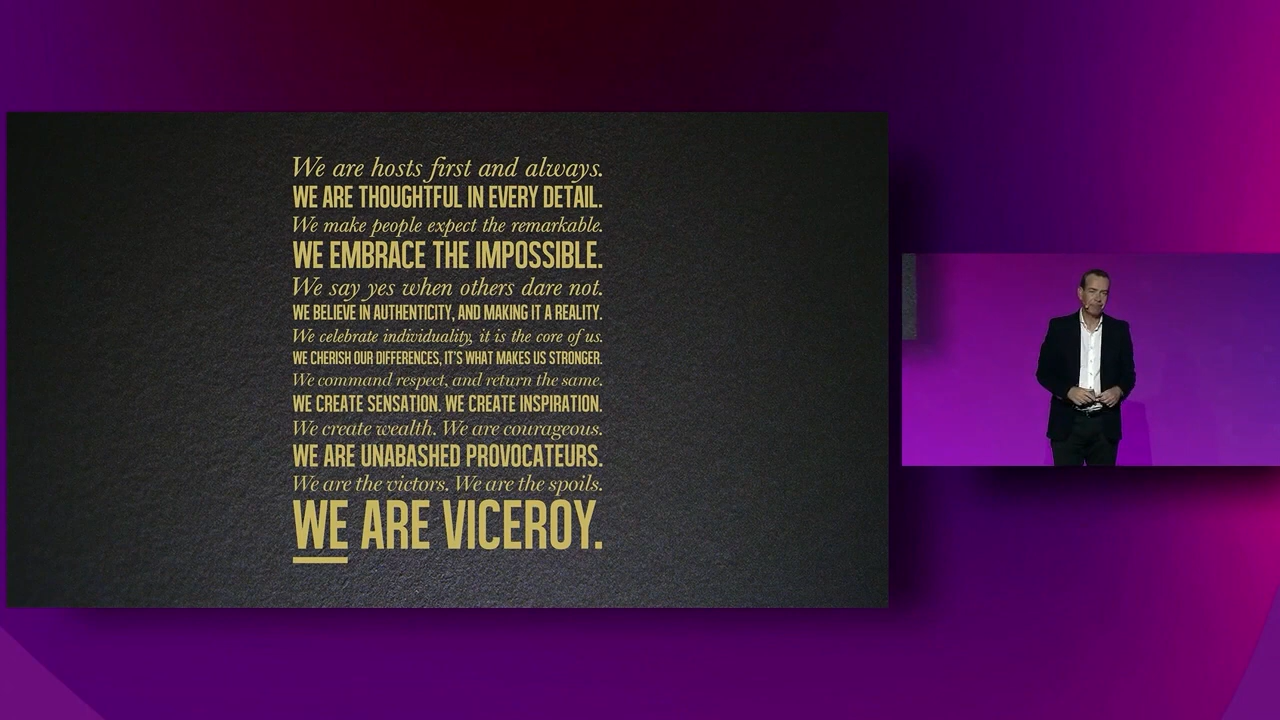 We are hosts first and always.
WE ARE THOUGHTFUL IN EVERY DETAIL.
We make people expect the remarkable.
WE EMBRACE THE IMPOSSIBLE.
We say yes when others dare not.
WE BELIEVE IN AUTHENTICITY, AND MAKING IT A REALITY.
We celebrate individuality, it is the core of us.
WE CHERISH OUR DIFFERENCES, IT'S WHAT MAKES US STRONGER.
We command respect, and return the same.
WE CREATE SENSATION. WE CREATE INSPIRATION.
We create wealth. We are courageous.
WE ARE UNABASHED PROVOCATEURS.
We are the victors. We are the spoils.
WE ARE VICEROY.